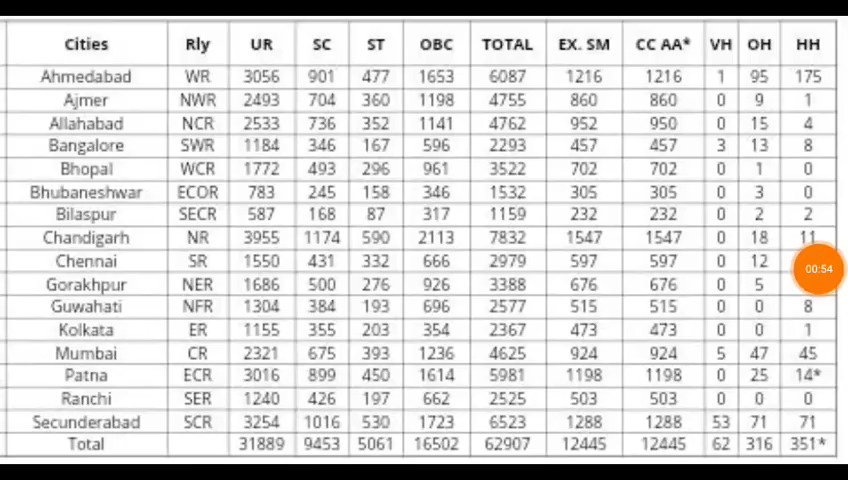 Cities Rly UR SC ST OBC TOTAL EX. SM CC AA* VH OH HH
Ahmedabad WR 3056 901 477 1653 6087 1216 1216 1 95 175
Ajmer NWR 2493 704 360 1198 4755 860 860 0 9 1
Allahabad NCR 2533 736 352 1141 4762 952 950 0 15 4
Bangalore SWR 1184 346 167 596 2293 457 457 3 13 8
Bhopal WCR 1772 493 296 961 3522 702 702 0 1 0
Bhubaneshwar ECOR 783 245 158 346 1532 305 305 0 3 0
Bilaspur SECR 587 168 87 317 1159 232 232 0 2 2
Chandigarh NR 3955 1174 590 2113 7832 1547 1547 0 18 11
Chennai SR 1550 431 332 666 2979 597 597 0 12
00:54
Gorakhpur NER 1686 500 276 926 3388 676 676 0 5
Guwahati NFR 1304 384 193 696 2577 515 515 0 0 8
Kolkata ER 1155 355 203 354 2367 473 473 0 0 1
Mumbai CR 2321 675 393 1236 4625 924 924 5 47 45
Patna ECR 3016 899 450 1614 5981 1198 1198 0 25 14*
Ranchi SER 1240 426 197 662 2525 503 503 0 0 0
Secunderabad SCR 3254 1016 530 1723 6523 1288 1288 53 71 71
Total 31889 9453 5061 16502 62907 12445 12445 62 316 351*